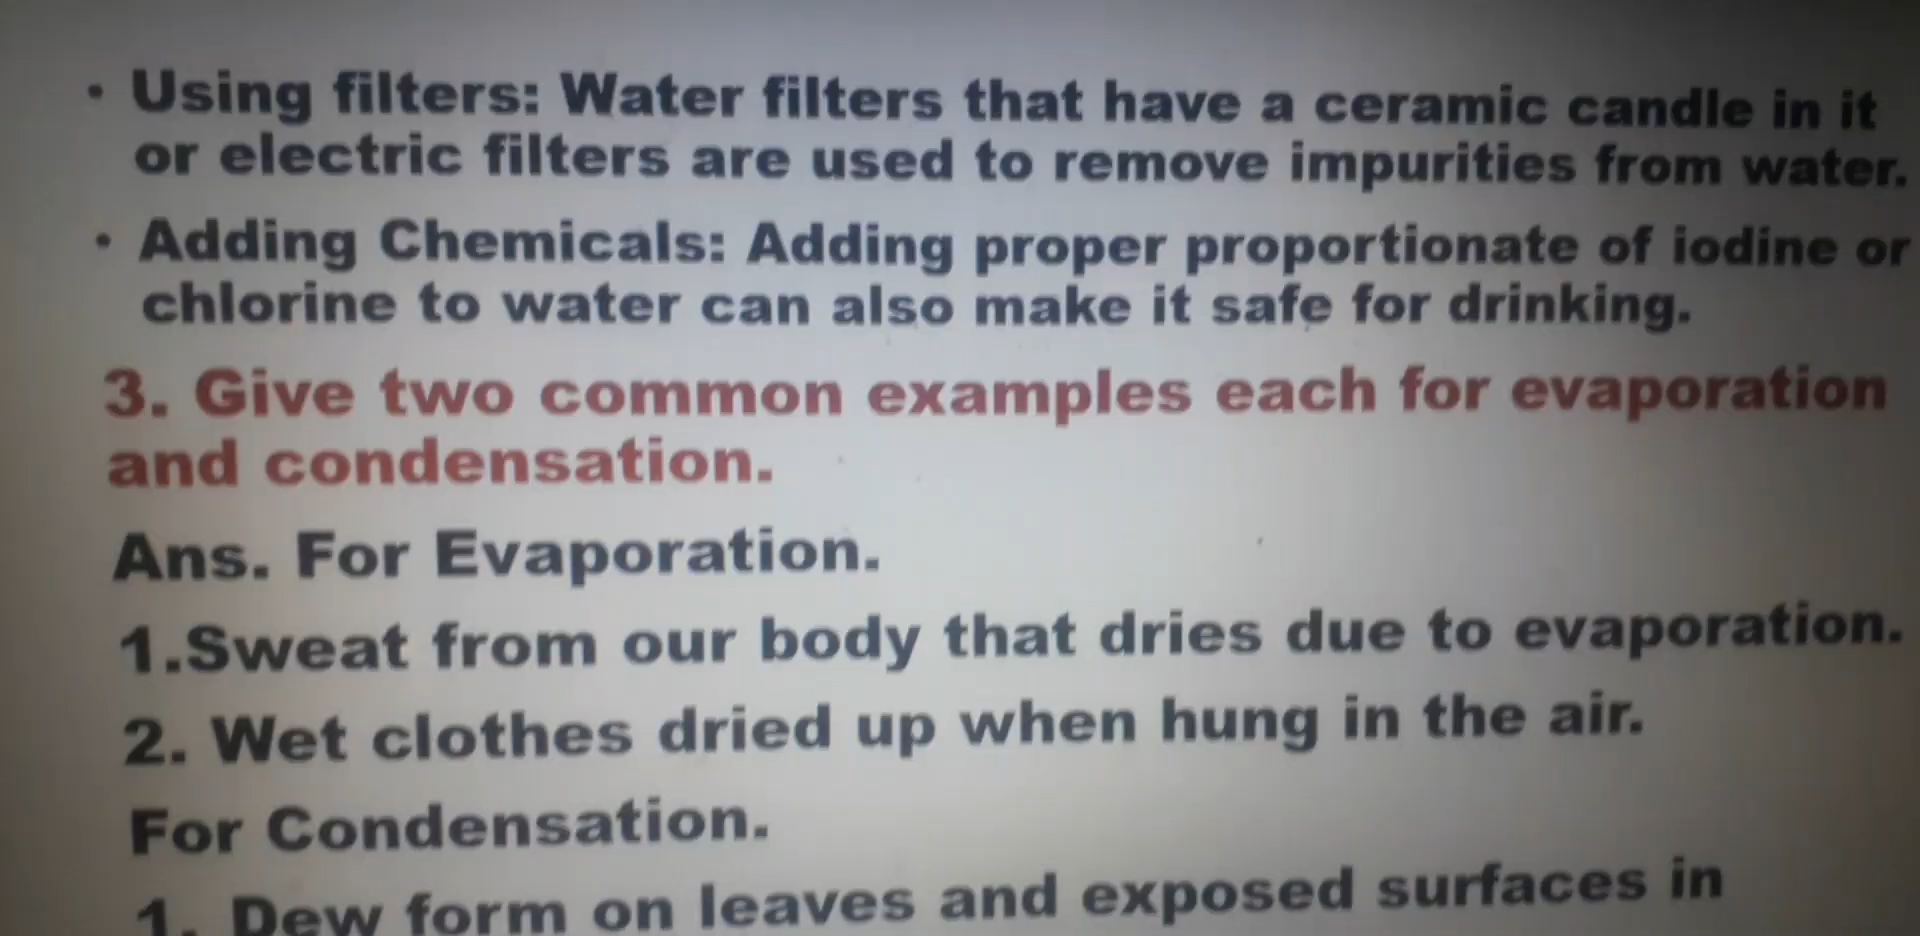 • Using filters: Water filters that have a ceramic candle in it
or electric filters are used to remove impurities from water.
• Adding Chemicals: Adding proper proportionate of iodine or
chlorine to water can also make it safe for drinking.
3. Give two common examples each for evaporation
and condensation.
Ans. For Evaporation.
1.Sweat from our body that dries due to evaporation.
2. Wet clothes dried up when hung in the air.
For Condensation.
1. Dew form on leaves and exposed surfaces in